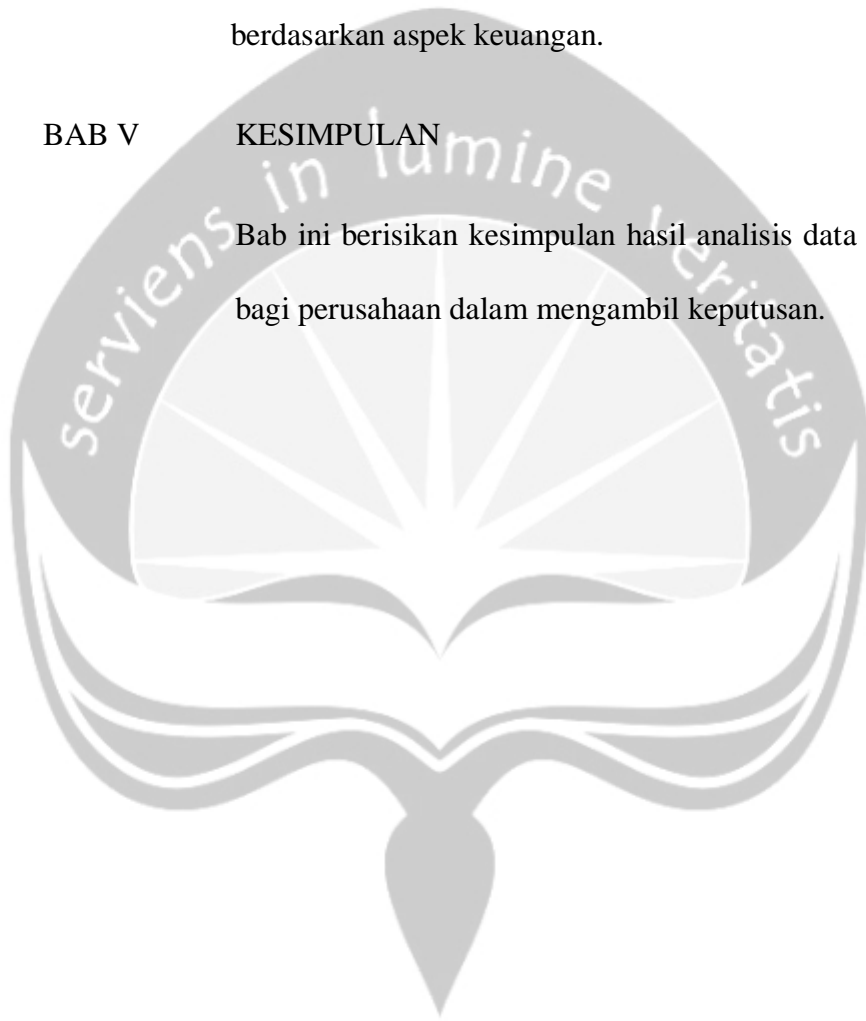 berdasarkan aspek keuangan.
BAB V KESIMPULAN
serviens in lumine veritatis
Bab ini berisikan kesimpulan hasil analisis data
bagi perusahaan dalam mengambil keputusan.